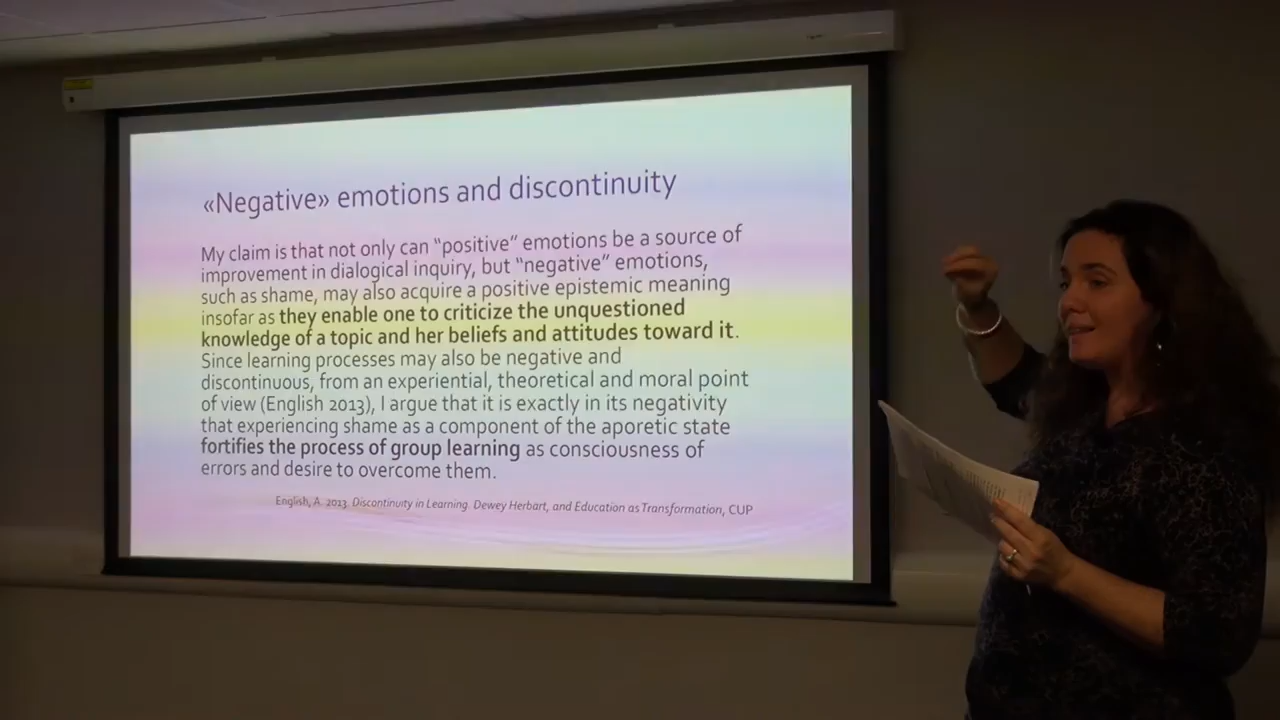 «Negative» emotions and discontinuity
My claim is that not only can "positive" emotions be a source of
improvement in dialogical inquiry, but "negative" emotions,
such as shame, may also acquire a positive epistemic meaning
insofar as they enable one to criticize the unquestioned
knowledge of a topic and her beliefs and attitudes toward it.
Since learning processes may also be negative and
discontinuous, from an experiential, theoretical and moral point
of view (English 2013), I argue that it is exactly in its negativity
that experiencing shame as a component of the aporetic state
fortifies the process of group learning as consciousness of
errors and desire to overcome them.
English, A. 2013. Discontinuity in Learning. Dewey Herbart, and Education as Transformation, CUP